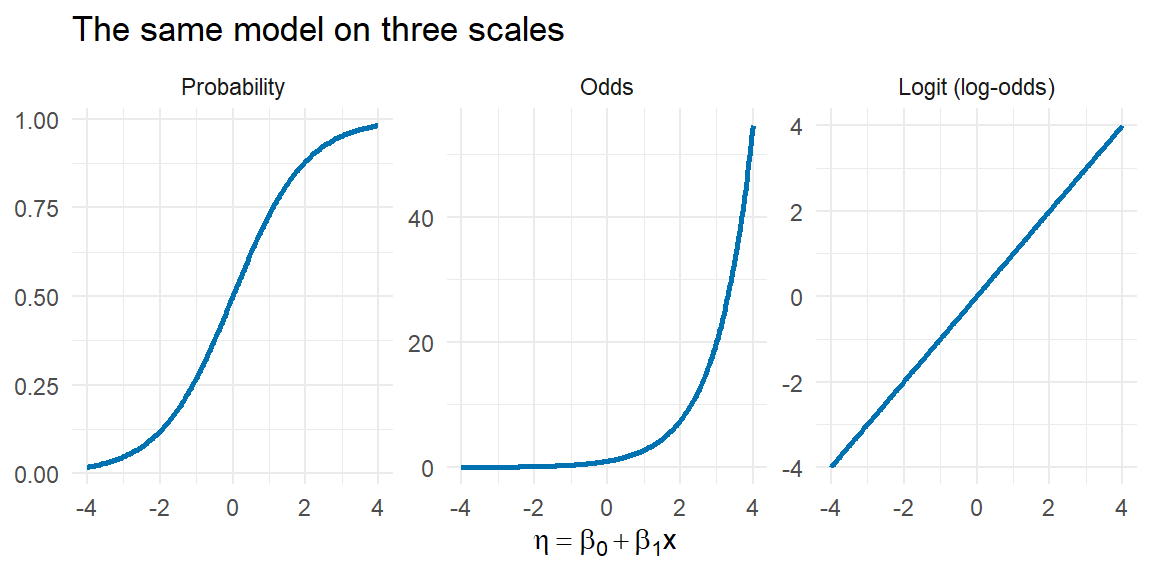 The same model on three scales
Probability
Odds
Logit (log-odds)
1.00
0.75
0.50
0.25
0.00
40
20
0
4
2
0
-2
-4
-4 -2 0 2 4
-4 -2 0 2 4
-4 -2 0 2 4
η = β₀ + β₁x